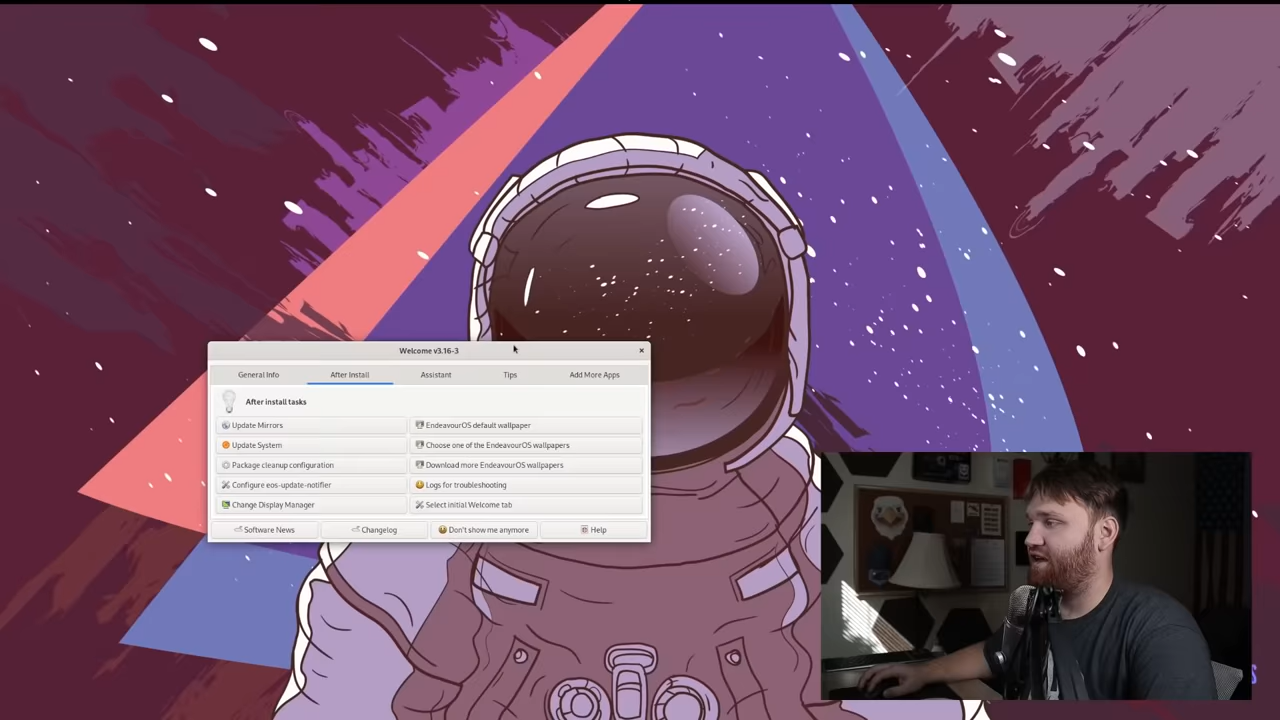 Welcome v3.16-3
General Info After Install Assistant Tips Add More Apps
After install tasks
Update Mirrors EndeavourOS default wallpaper
Update System Choose one of the EndeavourOS wallpapers
Package cleanup configuration Download more EndeavourOS wallpapers
Configure eos-update-notifier Logs for troubleshooting
Change Display Manager Select initial Welcome tab
Software News Changelog Don't show me anymore Help